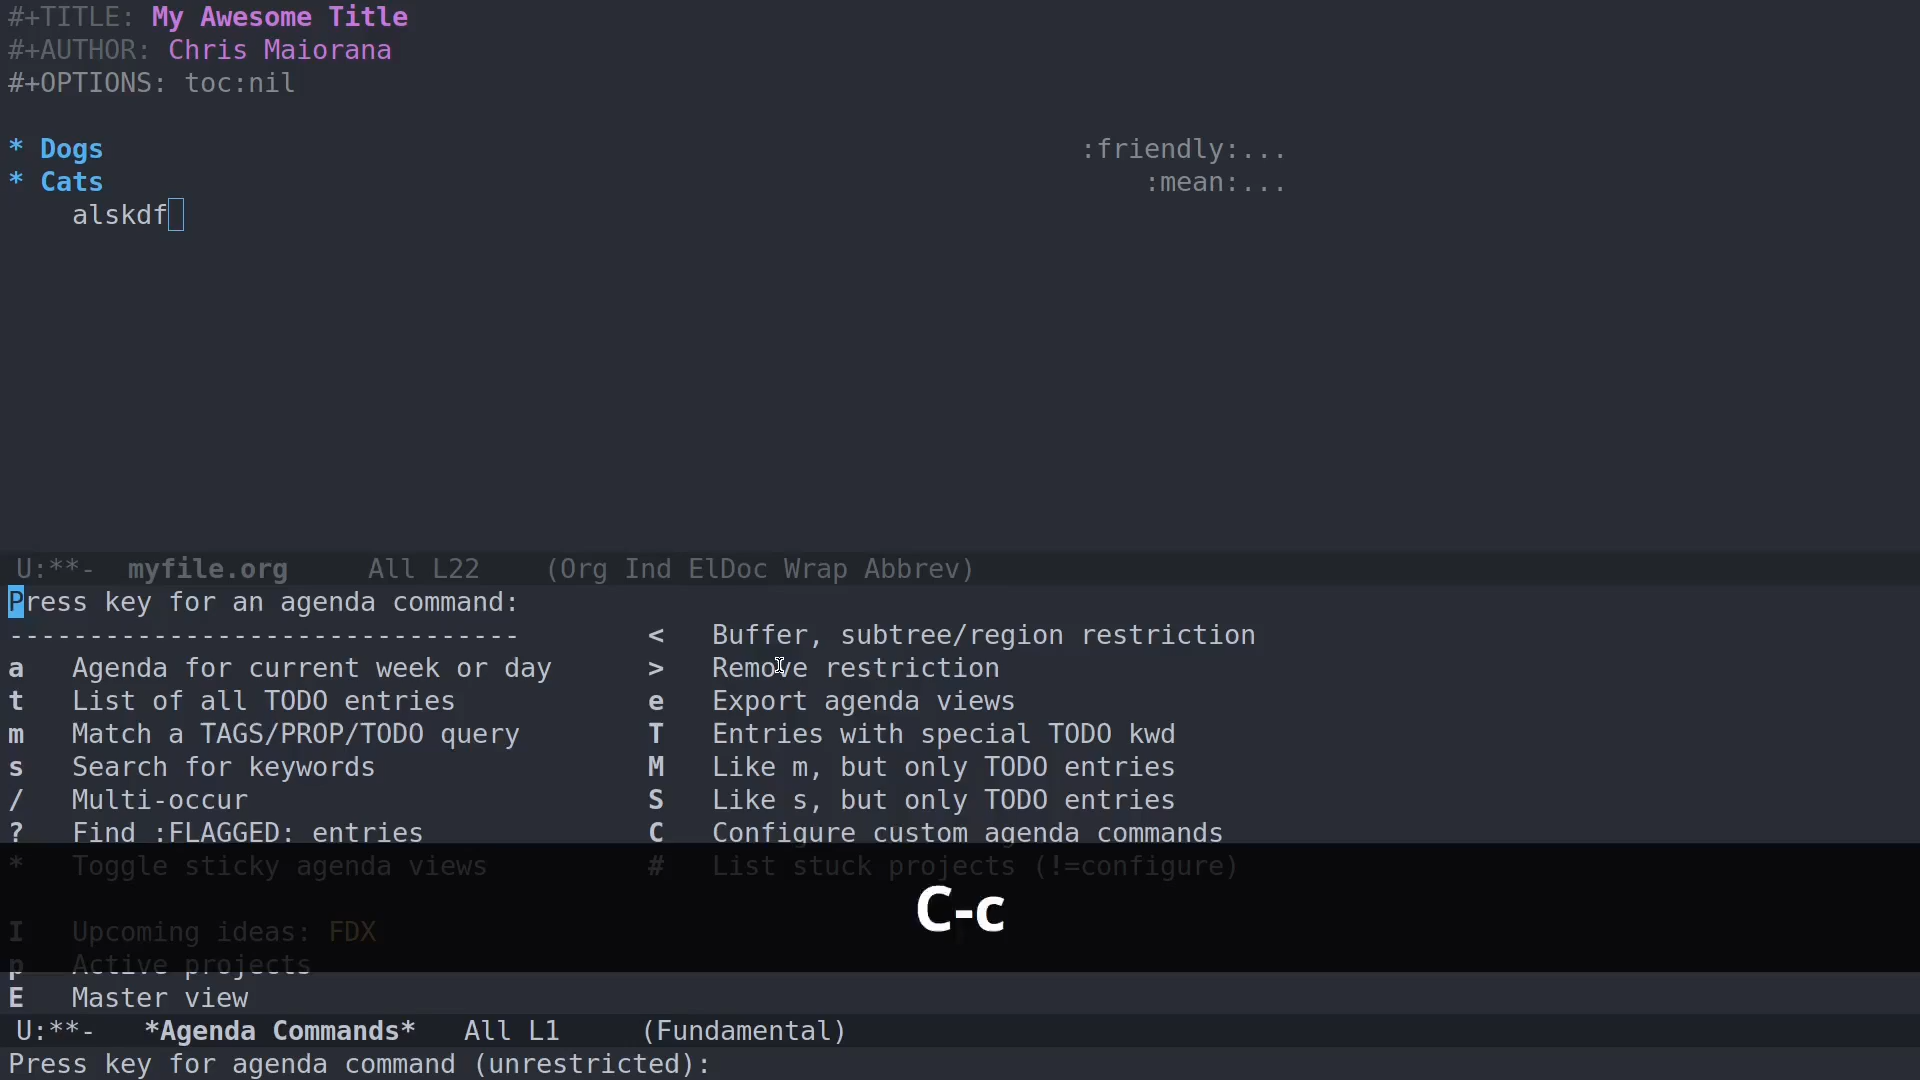 #+TITLE: My Awesome Title
#+AUTHOR: Chris Maiorana
#+OPTIONS: toc:nil
* Dogs :friendly:...
* Cats :mean:...
alskdf
U:**- myfile.org All L22 (Org Ind ElDoc Wrap Abbrev)
Press key for an agenda command:
-------------------------------- < Buffer, subtree/region restriction
a Agenda for current week or day > Remove restriction
t List of all TODO entries e Export agenda views
m Match a TAGS/PROP/TODO query T Entries with special TODO kwd
s Search for keywords M Like m, but only TODO entries
/ Multi-occur S Like s, but only TODO entries
? Find :FLAGGED: entries C Configure custom agenda commands
* Toggle sticky agenda views # List stuck projects (!=configure)
C-c
I Upcoming ideas: FDX
p Active projects
E Master view
U:**- *Agenda Commands* All L1 (Fundamental)
Press key for agenda command (unrestricted):